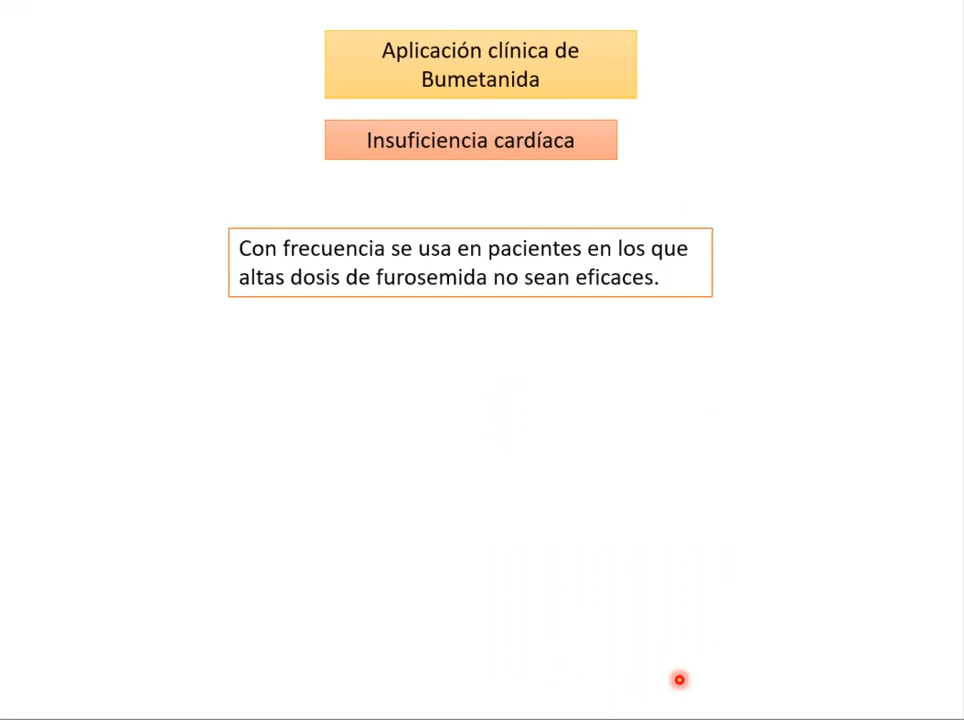 Aplicación clínica de
Bumetanida
Insuficiencia cardíaca
Con frecuencia se usa en pacientes en los que
altas dosis de furosemida no sean eficaces.